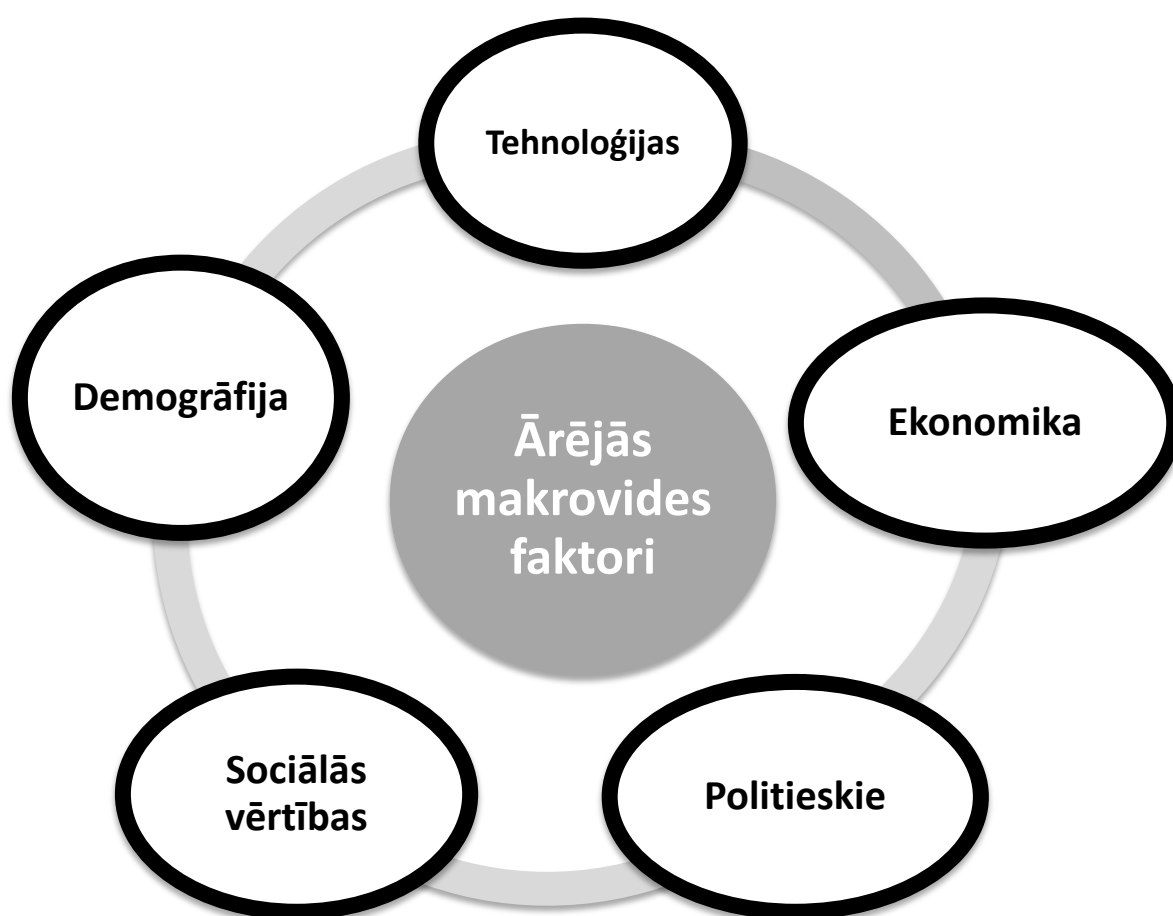 Tehnoloģijas
Ekonomika
Politieskie
Sociālās
vērtības
Demogrāfija
Ārējās
makrovides
faktori